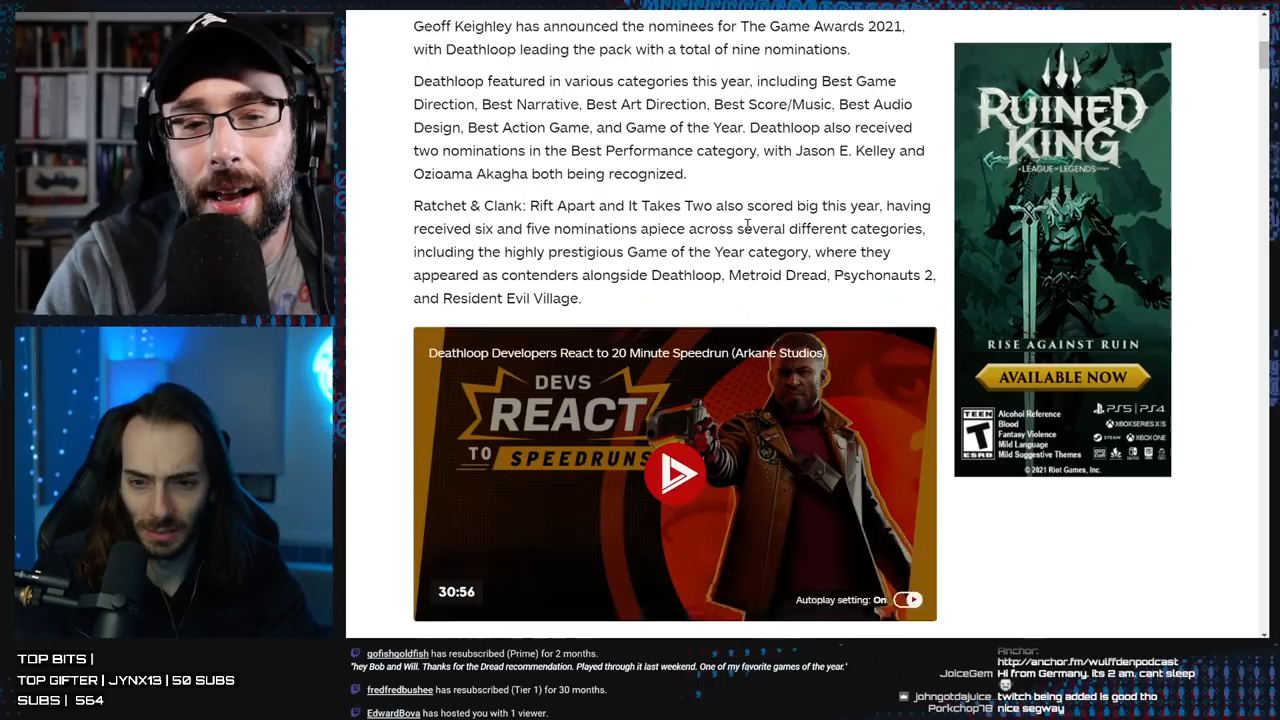 Geoff Keighley has announced the nominees for The Game Awards 2021,
with Deathloop leading the pack with a total of nine nominations.
Deathloop featured in various categories this year, including Best Game
Direction, Best Narrative, Best Art Direction, Best Score/Music, Best Audio
Design, Best Action Game, and Game of the Year. Deathloop also received
two nominations in the Best Performance category, with Jason E. Kelley and
Ozioama Akagha both being recognized.
Ratchet & Clank: Rift Apart and It Takes Two also scored big this year, having
received six and five nominations apiece across several different categories,
including the highly prestigious Game of the Year category, where they
appeared as contenders alongside Deathloop, Metroid Dread, Psychonauts 2,
and Resident Evil Village.
Deathloop Developers React to 20 Minute Speedrun (Arkane Studios)
DEVS
REACT
TO SPEEDRUNS
30:56
Autoplay setting: On
RUINED
KING
A LEAGUE OF LEGENDS STORY
RISE AGAINST RUIN
AVAILABLE NOW
TEEN
T
ESRB
Alcohol Reference
Blood
Fantasy Violence
Mild Language
Mild Suggestive Themes
PS5 | PS4
XBOX SERIES X|S
STEAM XBOX ONE
© 2021 Riot Games, Inc.
TOP BITS |
TOP GIFTER | JYNX13 | 50 SUBS
SUBS | 564
gofishgoldfish has resubscribed (Prime) for 2 months.
"hey Bob and Will. Thanks for the Dread recommendation. Played through it last weekend. One of my favorite games of the year."
fredfredbushee has resubscribed (Tier 1) for 30 months.
EdwardBova has hosted you with 1 viewer.
Anchor:
http://anchor.fm/wulffdenpodcast
JoiceGem Hi from Germany. Its 2 am. cant sleep
johngotdajuice twitch being added is good tho
Porkchop78 nice segway